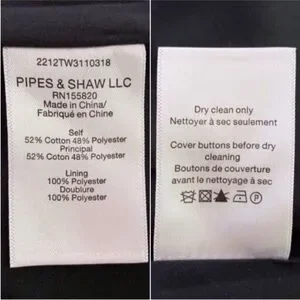 2212TW3110318
PIPES & SHAW LLC
RN155820
Made in China/
Fabriqué en Chine
Self
52% Cotton 48% Polyester
Principal
52% Coton 48% Polyester
Lining
100% Polyester
Doublure
100% Polyester
Dry clean only
Nettoyer à sec seulement
Cover buttons before dry
cleaning
Boutons de couverture
avant le nettoyage à sec